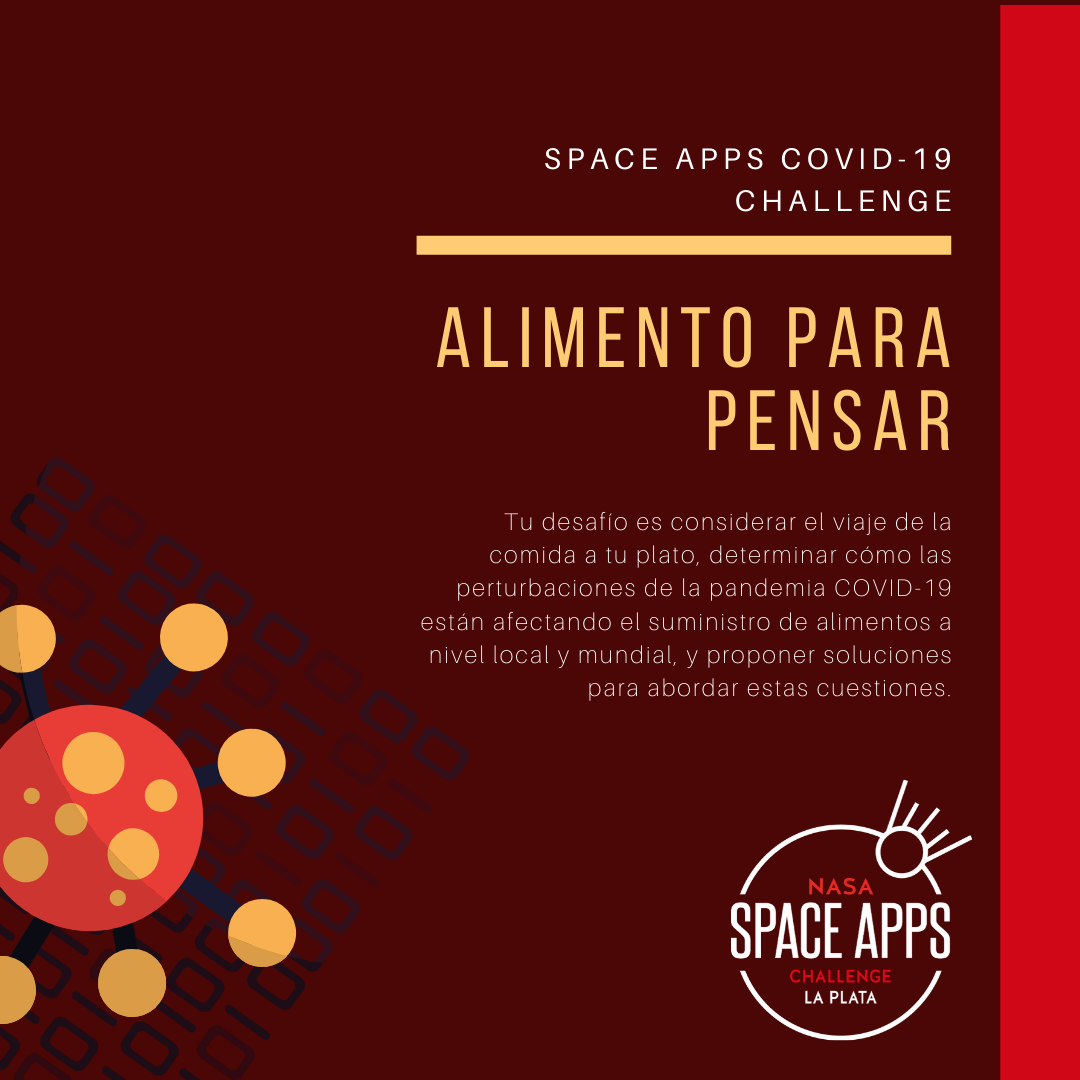 SPACE APPS COVID-19
CHALLENGE
ALIMENTO PARA
PENSAR
Tu desafío es considerar el viaje de la
comida a tu plato, determinar cómo las
perturbaciones de la pandemia COVID-19
están afectando el suministro de alimentos a
nivel local y mundial, y proponer soluciones
para abordar estas cuestiones.
NASA
SPACE APPS
CHALLENGE
LA PLATA